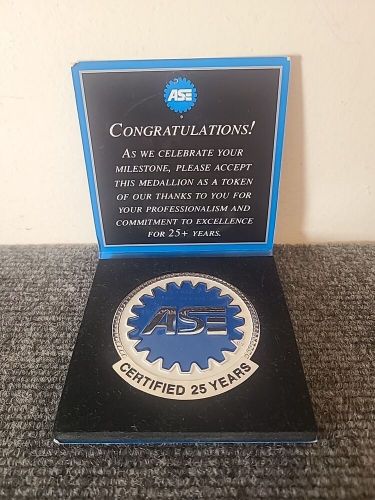 ASE
CONGRATULATIONS!
AS WE CELEBRATE YOUR
MILESTONE, PLEASE ACCEPT
THIS MEDALLION AS A TOKEN
OF OUR THANKS TO YOU FOR
YOUR PROFESSIONALISM AND
COMMITMENT TO EXCELLENCE
FOR 25+ YEARS.
ASE
CERTIFIED 25 YEARS